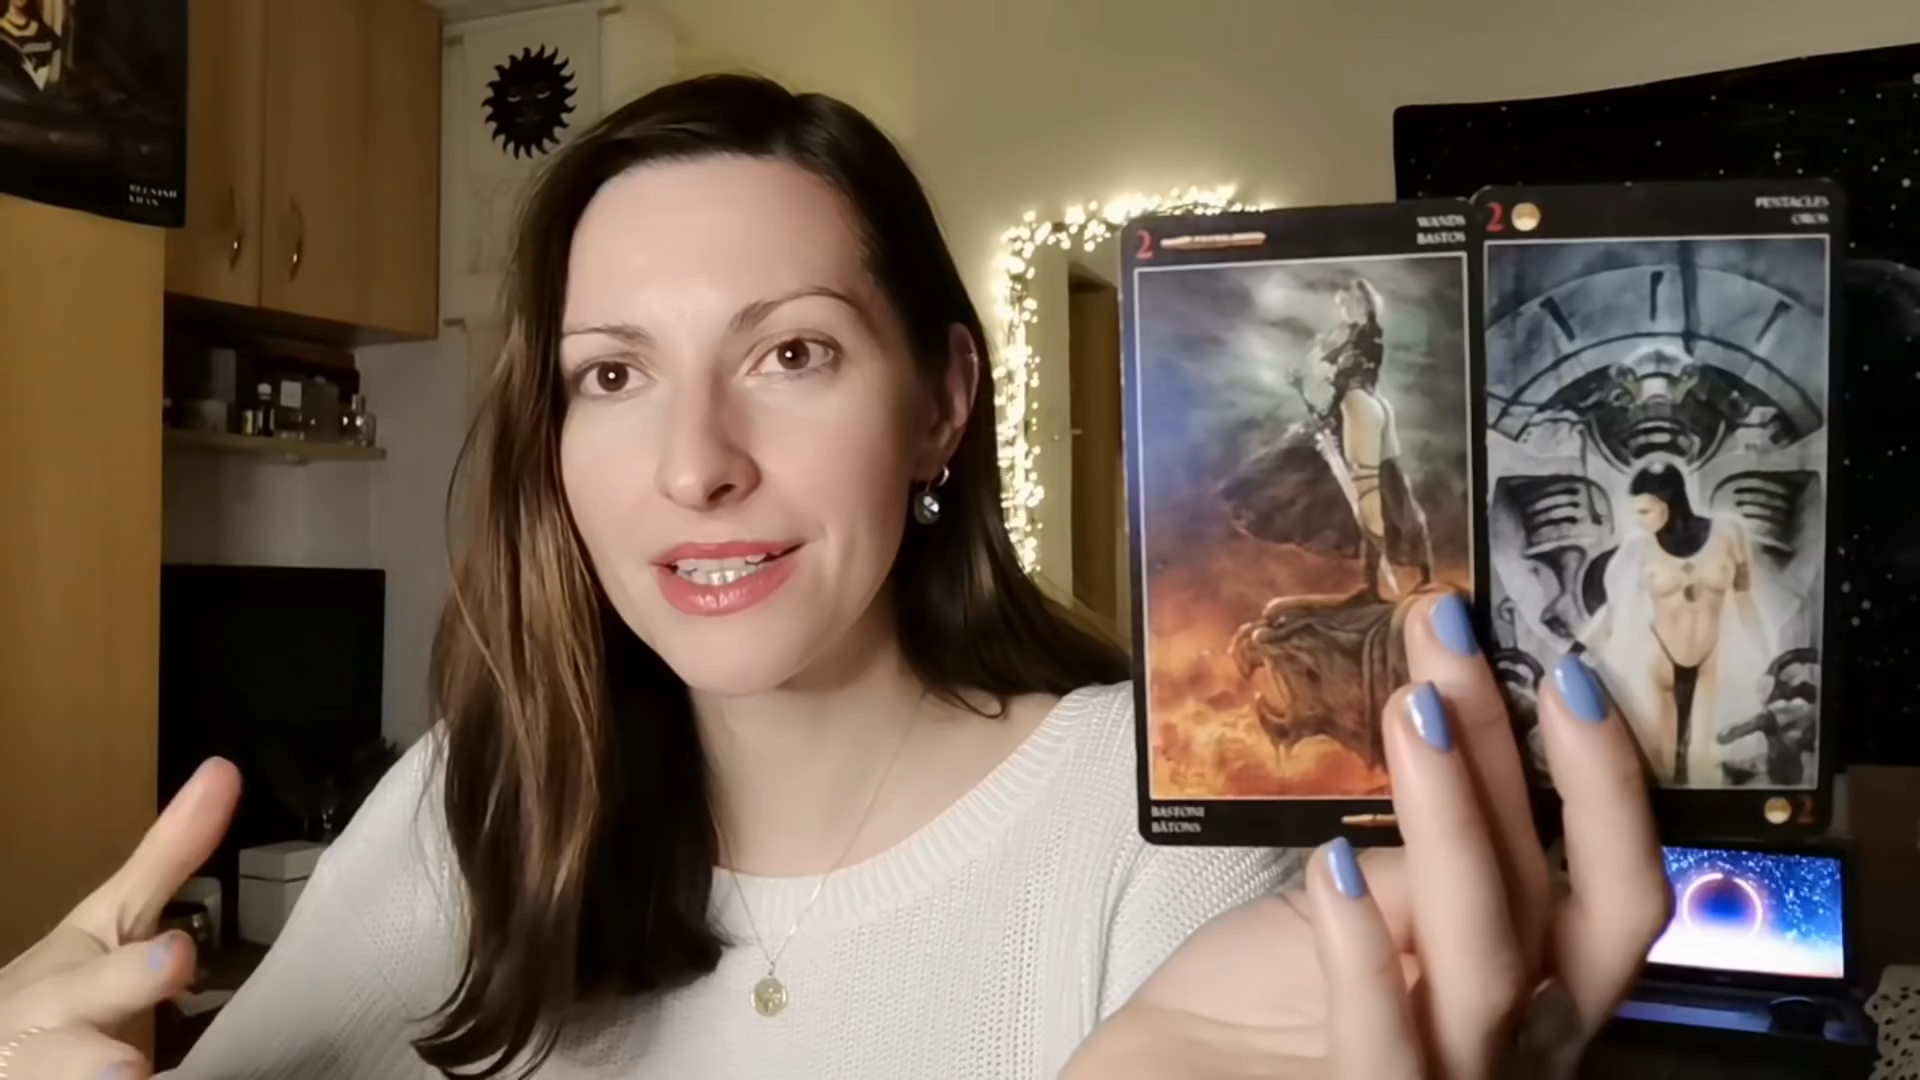 2
WANDS
BASTOS
BASTONI
BÂTONS
2
PENTACLES
OROS
2